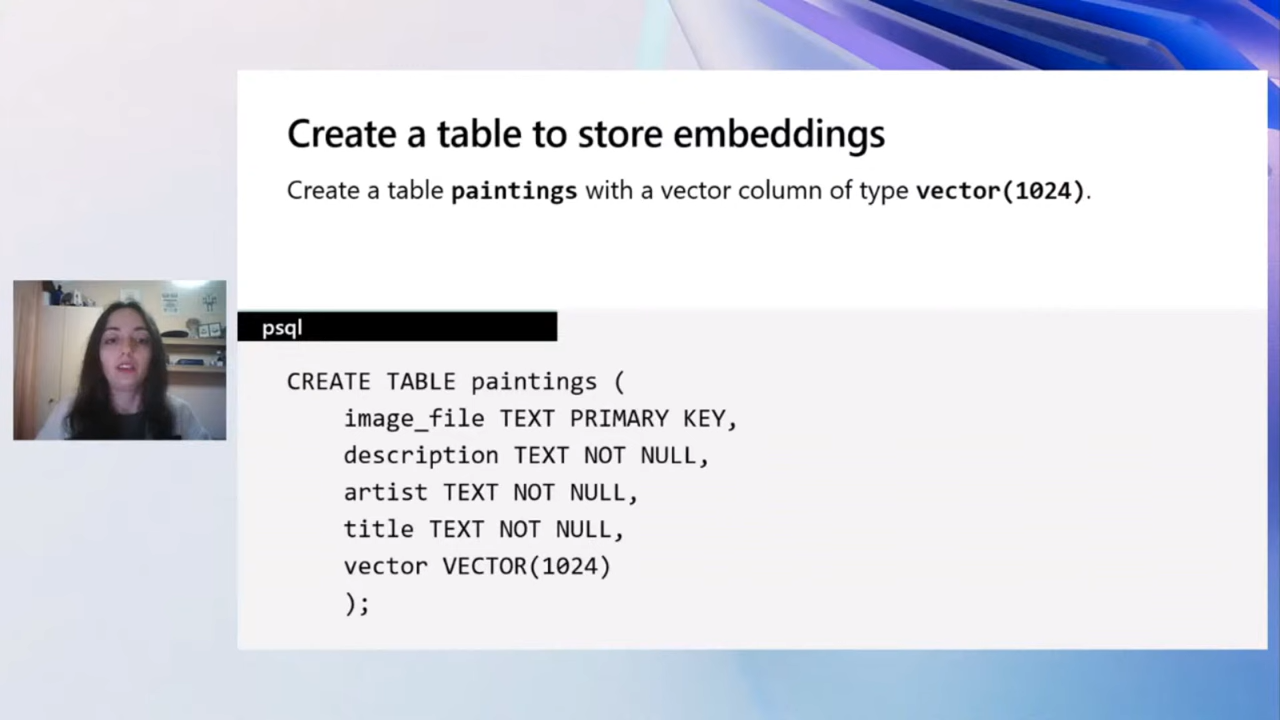 Create a table to store embeddings
Create a table paintings with a vector column of type vector(1024).
psql
CREATE TABLE paintings (
image_file TEXT PRIMARY KEY,
description TEXT NOT NULL,
artist TEXT NOT NULL,
title TEXT NOT NULL,
vector VECTOR(1024)
);